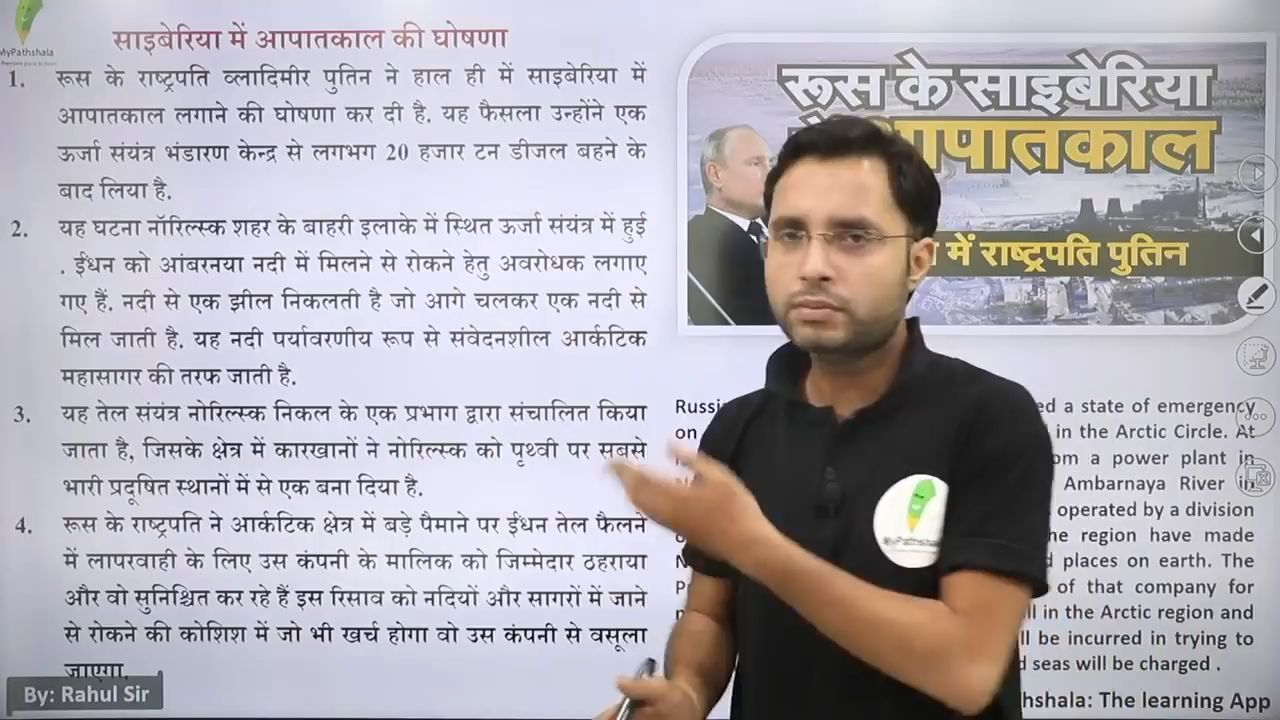 MyPathshala
साइबेरिया में आपातकाल की घोषणा
1. रूस के राष्ट्रपति व्लादिमीर पुतिन ने हाल ही में साइबेरिया में
आपातकाल लगाने की घोषणा कर दी है. यह फैसला उन्होंने एक
ऊर्जा संयंत्र भंडारण केन्द्र से लगभग 20 हजार टन डीजल बहने के
बाद लिया है.
2. यह घटना नॉरिल्स्क शहर के बाहरी इलाके में स्थित ऊर्जा संयंत्र में हुई
. ईंधन को आंबरनया नदी में मिलने से रोकने हेतु अवरोधक लगाए
गए हैं. नदी से एक झील निकलती है जो आगे चलकर एक नदी से
मिल जाती है. यह नदी पर्यावरणीय रूप से संवेदनशील आर्कटिक
महासागर की तरफ जाती है.
3. यह तेल संयंत्र नोरिल्स्क निकल के एक प्रभाग द्वारा संचालित किया
जाता है, जिसके क्षेत्र में कारखानों ने नोरिल्स्क को पृथ्वी पर सबसे
भारी प्रदूषित स्थानों में से एक बना दिया है.
4. रूस के राष्ट्रपति ने आर्कटिक क्षेत्र में बड़े पैमाने पर ईंधन तेल फैलने
में लापरवाही के लिए उस कंपनी के मालिक को जिम्मेदार ठहराया
और वो सुनिश्चित कर रहे हैं इस रिसाव को नदियों और सागरों में जाने
से रोकने की कोशिश में जो भी खर्च होगा वो उस कंपनी से वसूला
जाएगा.
By: Rahul Sir
रूस के साइबेरिया
आपातकाल
में राष्ट्रपति पुतिन
a state of emergency
on in the Arctic Circle. At
a power plant in
Ambarnaya River in
operated by a division
the region have made
places on earth. The
of that company for
in the Arctic region and
be incurred in trying to
seas will be charged .
The learning App
MyPathshala